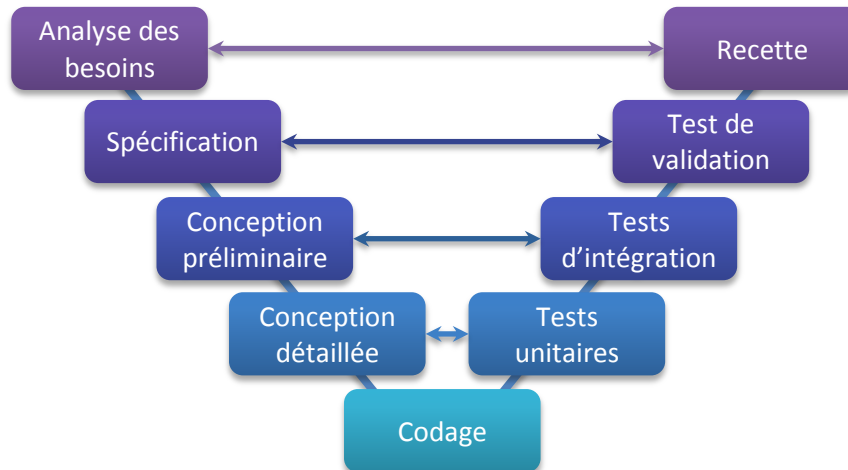 Analyse des
besoins
Recette
Spécification
Test de
validation
Conception
préliminaire
Tests
d'intégration
Conception
détaillée
Tests
unitaires
Codage